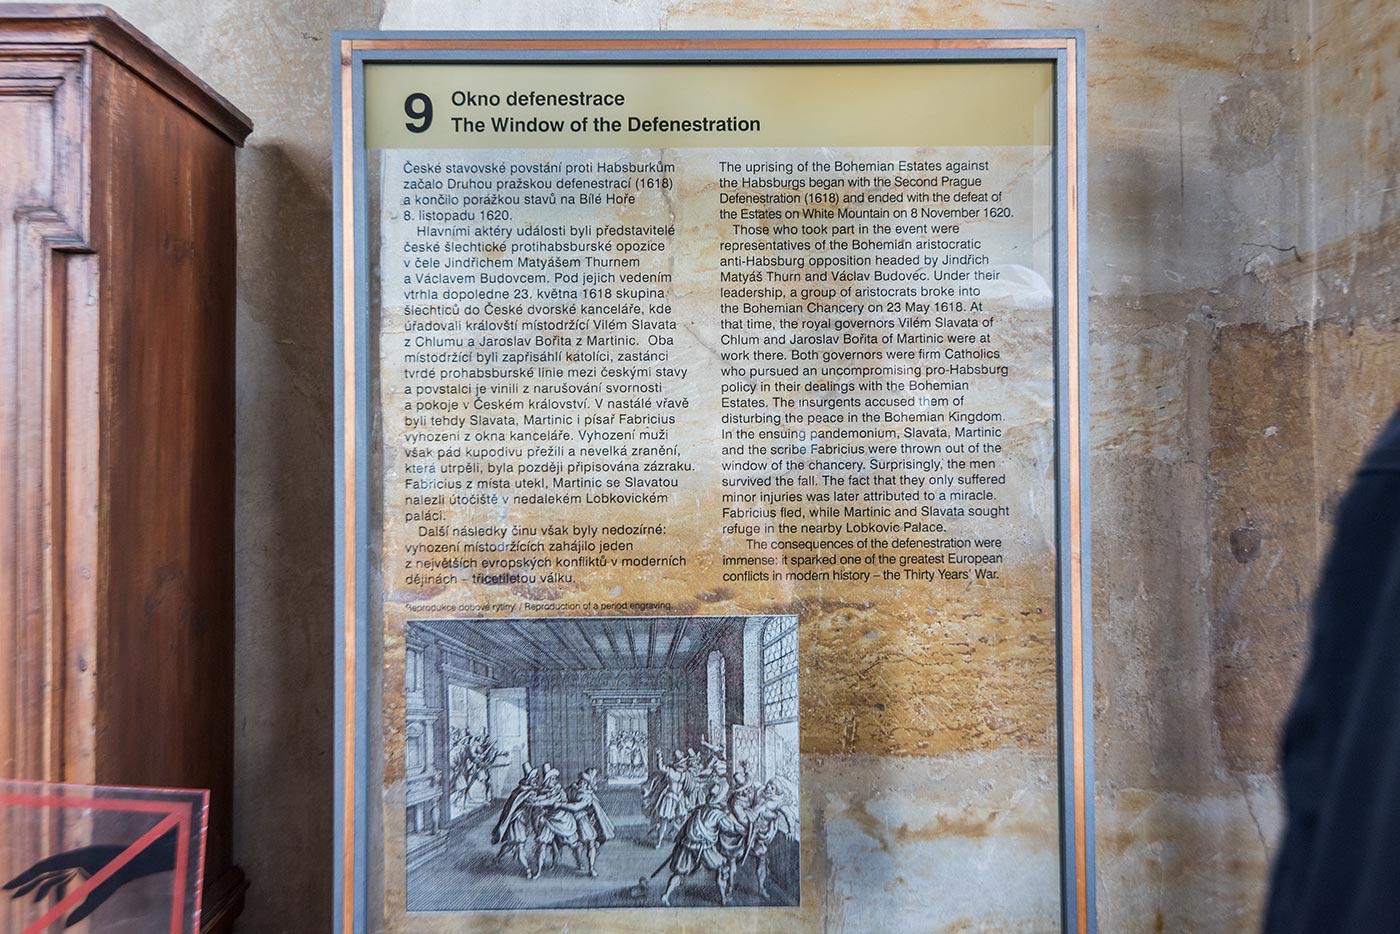 9
Okno defenestrace
The Window of the Defenestration
České stavovské povstání proti Habsburkům
začalo Druhou pražskou defenestrací (1618)
a končilo porážkou stavů na Bílé Hoře
8. listopadu 1620.
Hlavními aktéry události byli představitelé
české šlechtické protihabsburské opozice
v čele Jindřichem Matyášem Thurnem
a Václavem Budovcem. Pod jejich vedením
vtrhla dopoledne 23. května 1618 skupina
šlechticů do České dvorské kanceláře, kde
úřadovali královští místodržící Vilém Slavata
z Chlumu a Jaroslav Bořita z Martinic. Oba
místodržící byli zapřisáhlí katolíci, zastánci
tvrdé prohabsburské linie mezi českými stavy
a povstalci je vinili z narušování svornosti
a pokoje v Českém království. V nastálé vřavě
byli tehdy Slavata, Martinic i písař Fabricius
vyhozeni z okna kanceláře. Vyhození muži
však pád kupodivu přežili a nevelká zranění,
která utrpěli, byla později připisována zázraku.
Fabricius z místa utekl, Martinic se Slavatou
nalezli útočiště v nedalekém Lobkovickém
paláci.
Další následky činu však byly nedozírné:
vyhození místodržících zahájilo jeden
z největších evropských konfliktů v moderních
dějinách – třicetiletou válku.
The uprising of the Bohemian Estates against
the Habsburgs began with the Second Prague
Defenestration (1618) and ended with the defeat of
the Estates on White Mountain on 8 November 1620.
Those who took part in the event were
representatives of the Bohemian aristocratic
anti-Habsburg opposition headed by Jindřich
Matyáš Thurn and Václav Budovec. Under their
leadership, a group of aristocrats broke into
the Bohemian Chancery on 23 May 1618. At
that time, the royal governors Vilém Slavata of
Chlum and Jaroslav Bořita of Martinic were at
work there. Both governors were firm Catholics
who pursued an uncompromising pro-Habsburg
policy in their dealings with the Bohemian
Estates. The insurgents accused them of
disturbing the peace in the Bohemian Kingdom.
In the ensuing pandemonium, Slavata, Martinic
and the scribe Fabricius were thrown out of the
window of the chancery. Surprisingly, the men
survived the fall. The fact that they only suffered
minor injuries was later attributed to a miracle.
Fabricius fled, while Martinic and Slavata sought
refuge in the nearby Lobkovic Palace.
The consequences of the defenestration were
immense: it sparked one of the greatest European
conflicts in modern history – the Thirty Years' War.
Reprodukce dobové rytiny. / Reproduction of a period engraving.